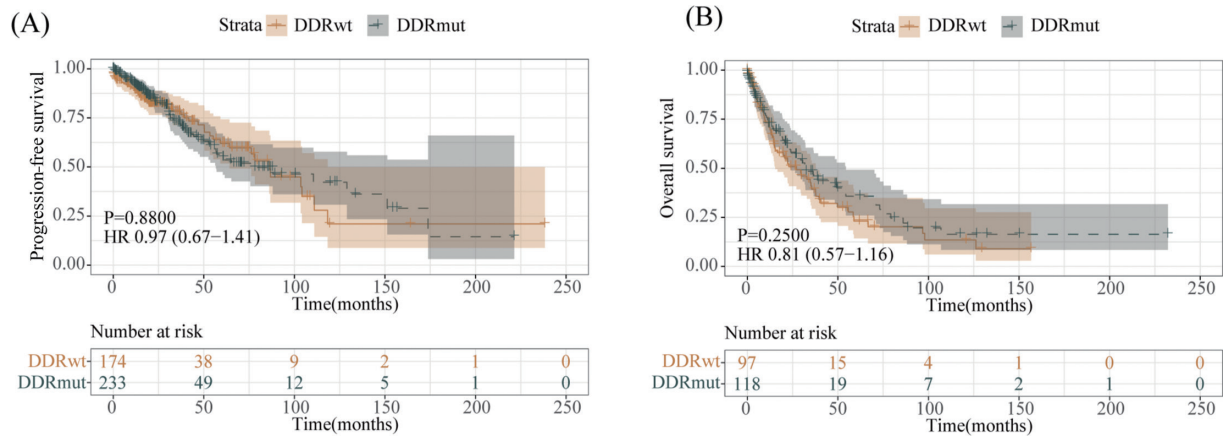 (A)
Strata DDRwt DDRmut
Progression-free survival
1.00
0.75
0.50
0.25
0.00
P=0.8800
HR 0.97 (0.67−1.41)
0 50 100 150 200 250
Time(months)
Number at risk
DDRwt 174 38 9 2 1 0
DDRmut 233 49 12 5 1 0
0 50 100 150 200 250
Time(months)
(B)
Strata DDRwt DDRmut
Overall survival
1.00
0.75
0.50
0.25
0.00
P=0.2500
HR 0.81 (0.57−1.16)
0 50 100 150 200 250
Time(months)
Number at risk
DDRwt 97 15 4 1 0 0
DDRmut 118 19 7 2 1 0
0 50 100 150 200 250
Time(months)